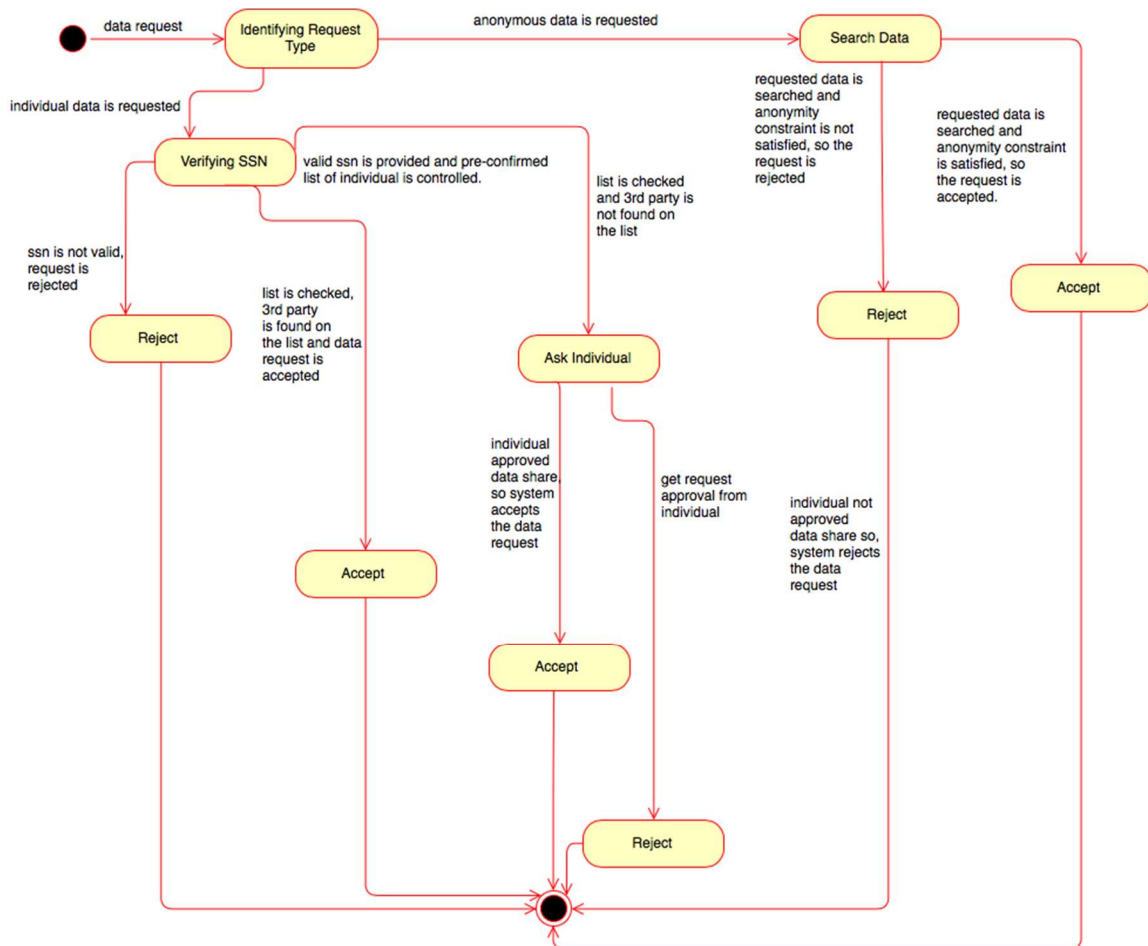 data request
Identifying Request
Type
anonymous data is requested
Search Data
individual data is requested
requested data is
searched and
anonymity
constraint is not
satisfied, so the
request is
rejected
requested data is
searched and
anonymity constraint
is satisfied, so
the request is
accepted.
Verifying SSN
valid ssn is provided and pre-confirmed
list of individual is controlled.
list is checked
and 3rd party is
not found on
the list
ssn is not valid,
request is
rejected
list is checked,
3rd party
is found on
the list and data
request is
accepted
Reject
Ask Individual
Reject
Accept
individual
approved
data share,
so system
accepts
the data
request
get request
approval from
individual
individual not
approved
data share so,
system rejects
the data
request
Accept
Accept
Reject